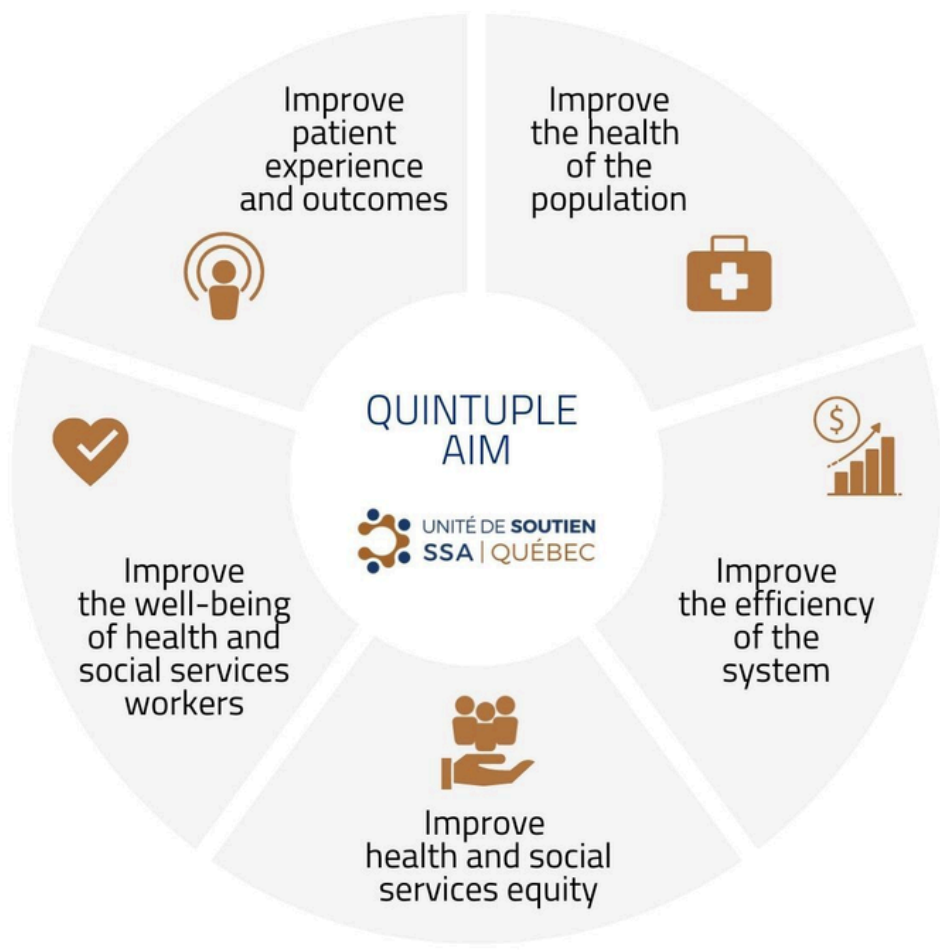 Improve
patient
experience
and outcomes
Improve
the health
of the
population
QUINTUPLE
AIM
UNITÉ DE SOUTIEN
SSA | QUÉBEC
$
Improve
the well-being
of health and
social services
workers
Improve
the efficiency
of the
system
Improve
health and social
services equity